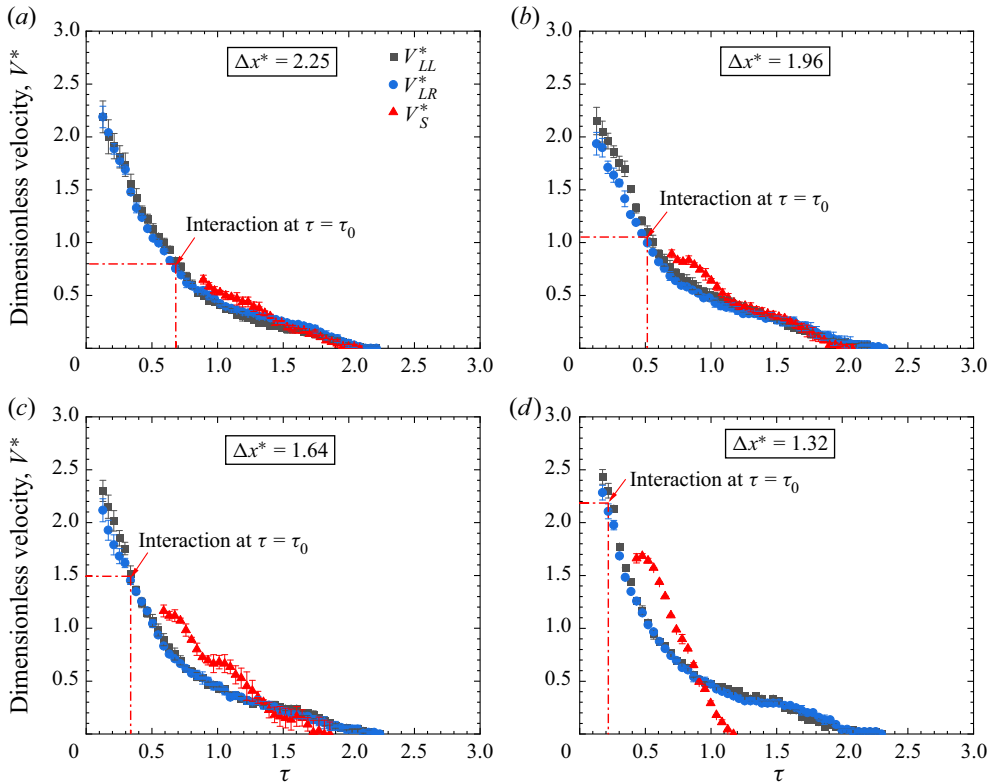 (a)
3.0
2.5
2.0
1.5
1.0
0.5
0
0.5
1.0
1.5
2.0
2.5
3.0
Dimensionless velocity, V*
Δx* = 2.25
V*LL
V*LR
V*S
Interaction at τ = τ0
(b)
3.0
2.5
2.0
1.5
1.0
0.5
0
0.5
1.0
1.5
2.0
2.5
3.0
Δx* = 1.96
Interaction at τ = τ0
(c)
3.0
2.5
2.0
1.5
1.0
0.5
0
0.5
1.0
1.5
2.0
2.5
3.0
Dimensionless velocity, V*
τ
Δx* = 1.64
Interaction at τ = τ0
(d)
3.0
2.5
2.0
1.5
1.0
0.5
0
0.5
1.0
1.5
2.0
2.5
3.0
τ
Δx* = 1.32
Interaction at τ = τ0